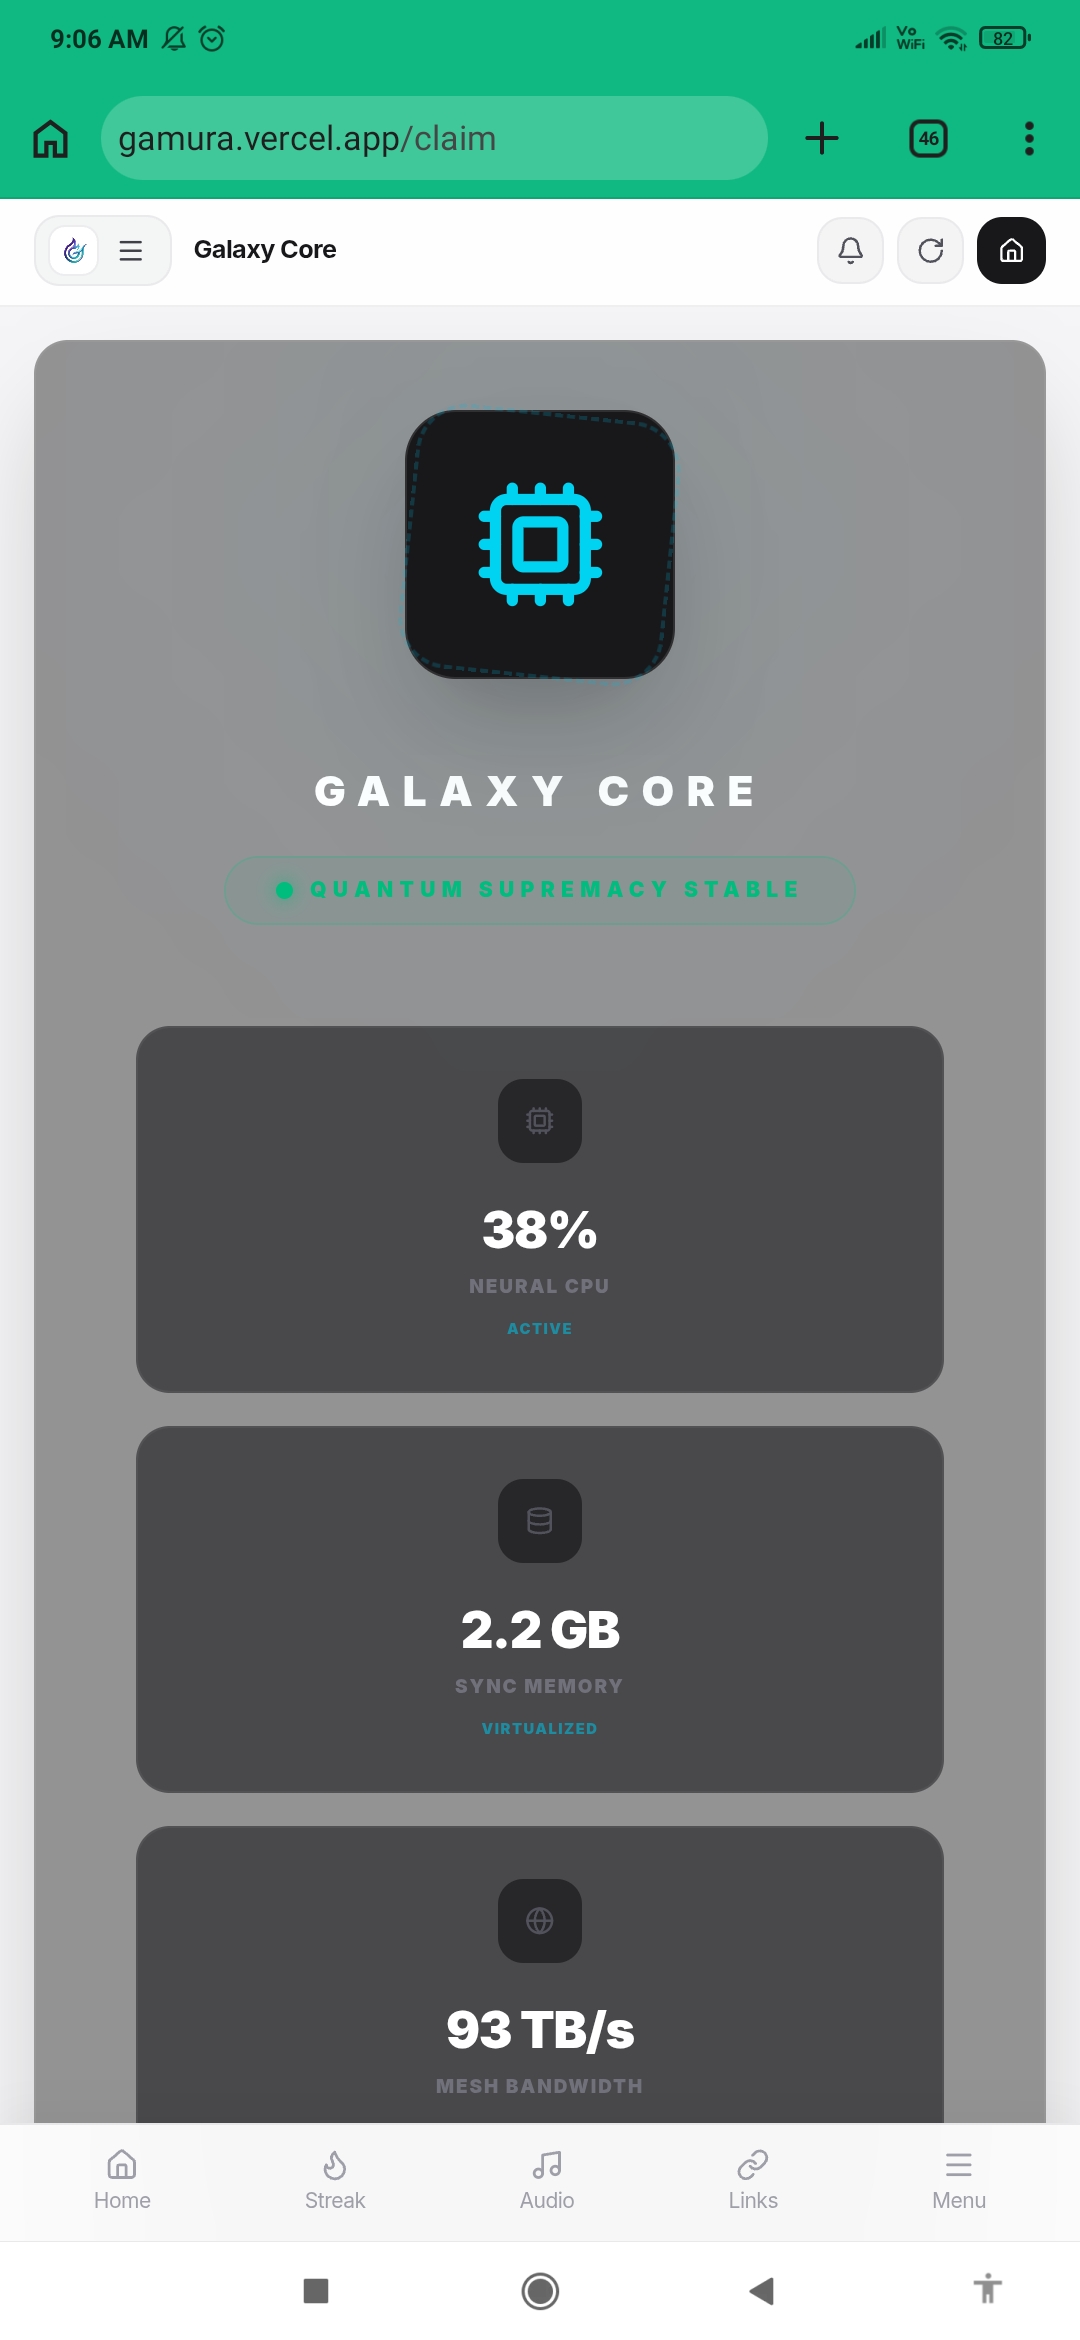 9:06 AM
Vo
WiFi
82
gamura.vercel.app/claim
46
Galaxy Core
GALAXY CORE
QUANTUM SUPREMACY STABLE
38%
NEURAL CPU
ACTIVE
2.2 GB
SYNC MEMORY
VIRTUALIZED
93 TB/s
MESH BANDWIDTH
Home
Streak
Audio
Links
Menu